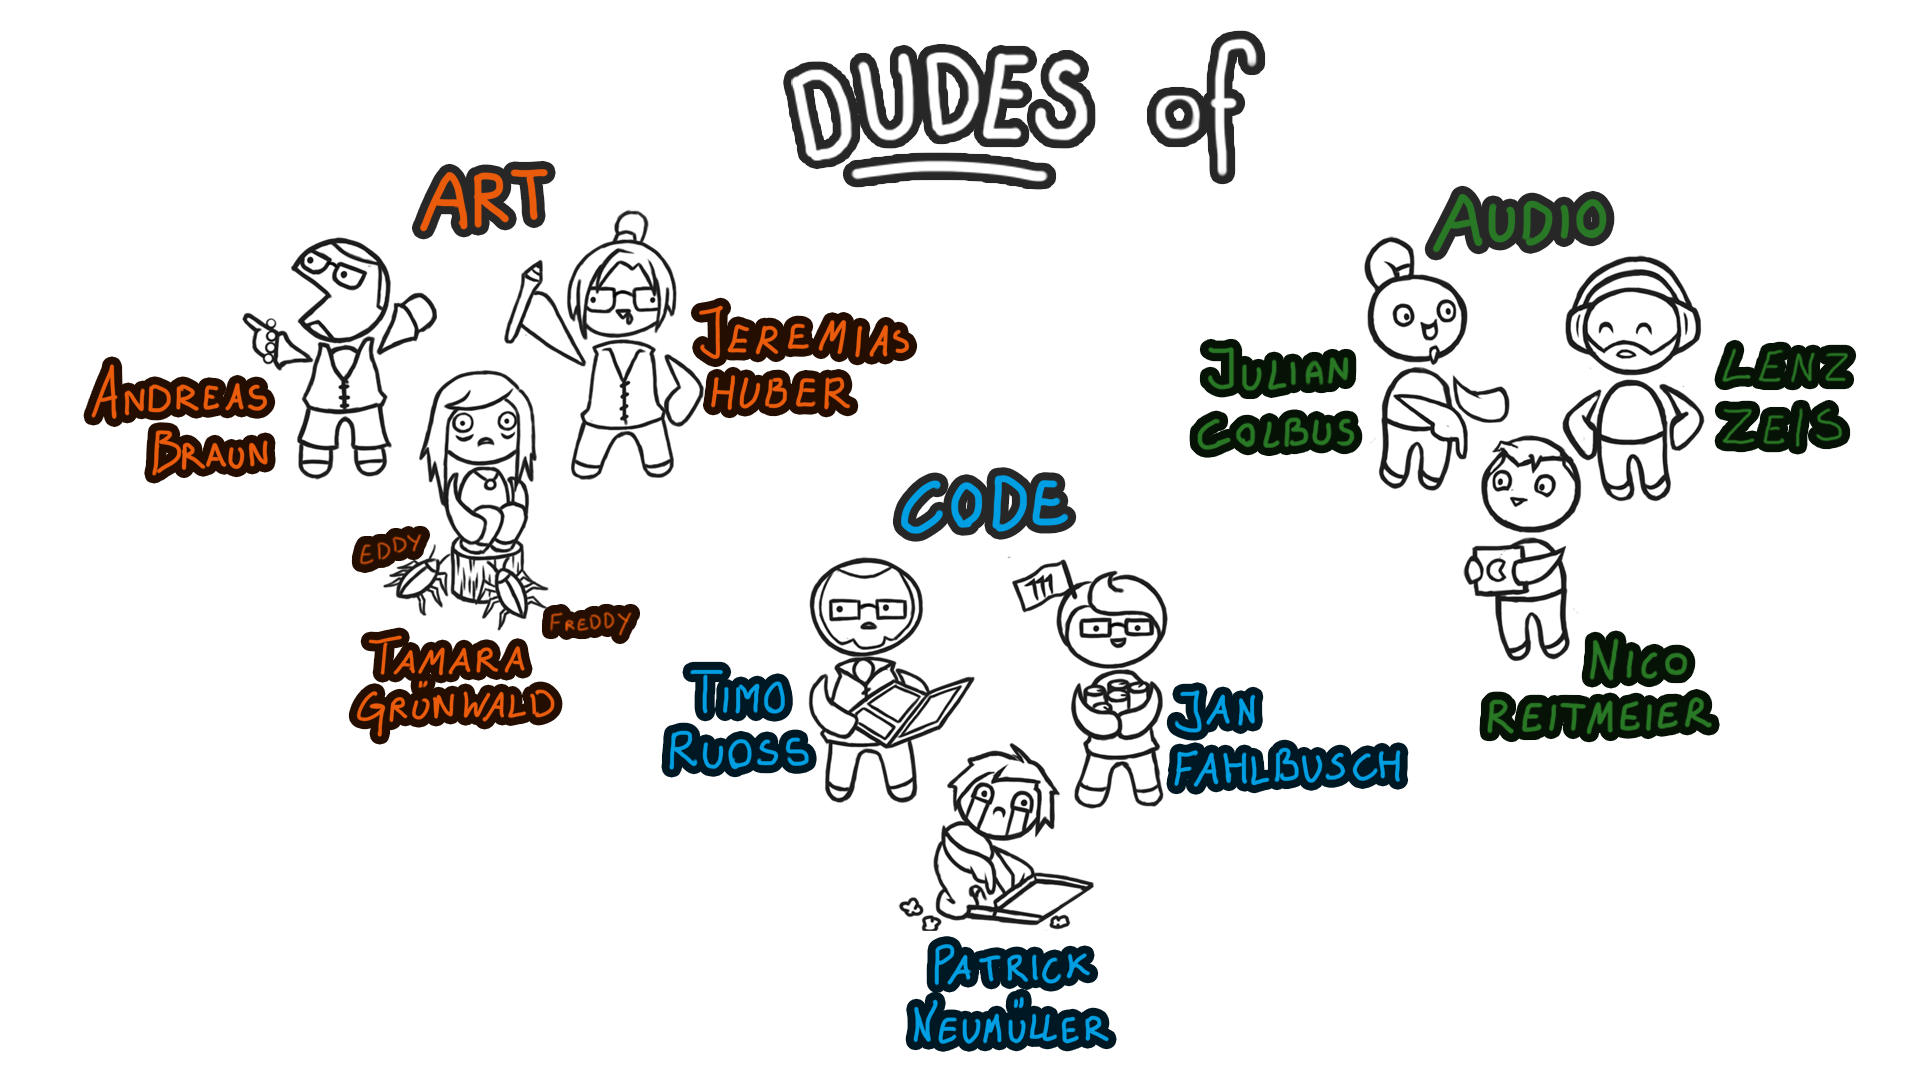 DUDES of
ART
ANDREAS
BRAUN
JEREMIAS
HUBER
EDDY
FREDDY
TAMARA
GRÜNWALD
CODE
TIMO
RUOSS
JAN
FAHLBUSCH
PATRICK
NEUMÜLLER
AUDIO
JULIAN
COLBUS
LENZ
ZEIS
NICO
REITMEIER